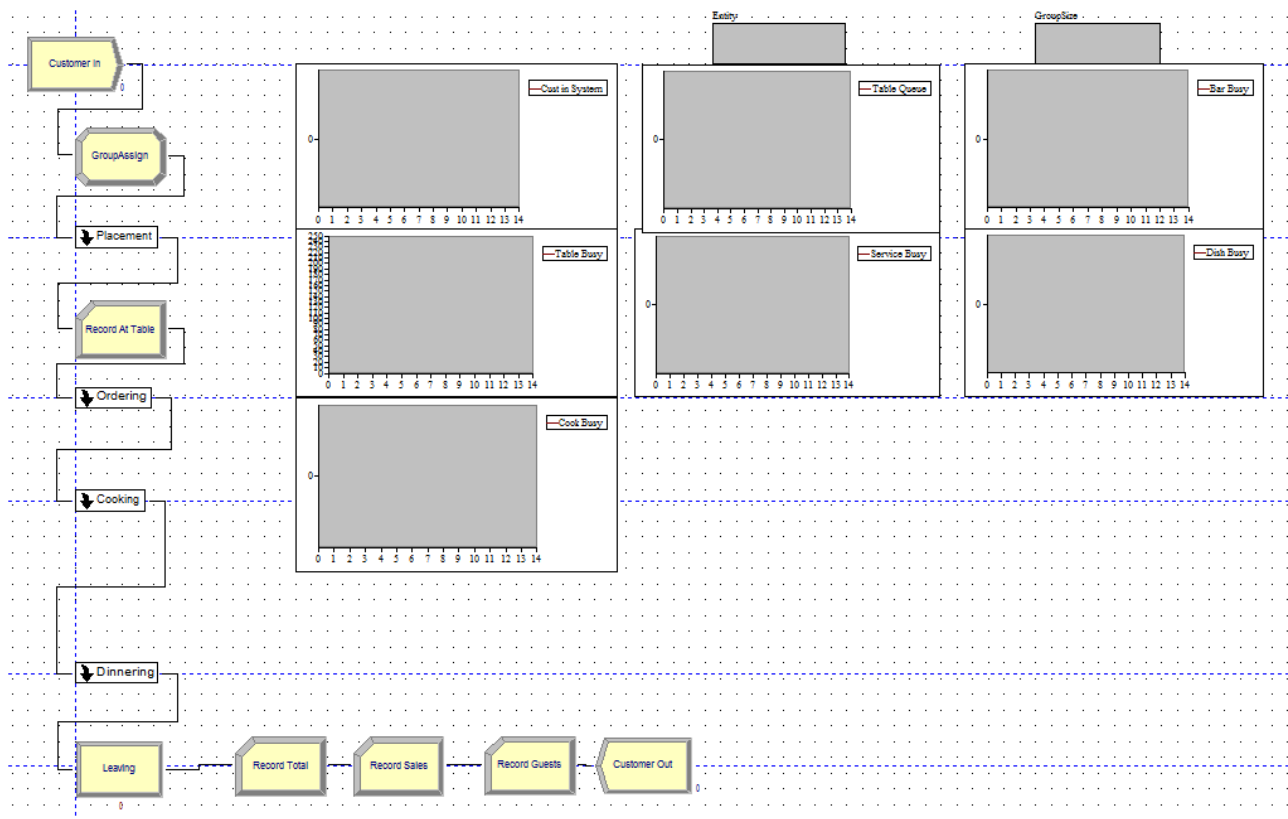 Entity
GroupSize
Customer In
0
GroupAssign
Placement
Record At Table
Ordering
Cooking
Dinnering
Leaving
0
Record Total
Record Sales
Record Guests
Customer Out
0
Cust in System
0
0 1 2 3 4 5 6 7 8 9 10 11 12 13 14
Table Queue
0
0 1 2 3 4 5 6 7 8 9 10 11 12 13 14
Bar Busy
0
0 1 2 3 4 5 6 7 8 9 10 11 12 13 14
Table Busy
250
0 1 2 3 4 5 6 7 8 9 10 11 12 13 14
Service Busy
0
0 1 2 3 4 5 6 7 8 9 10 11 12 13 14
Dish Busy
0
0 1 2 3 4 5 6 7 8 9 10 11 12 13 14
Cook Busy
0
0 1 2 3 4 5 6 7 8 9 10 11 12 13 14